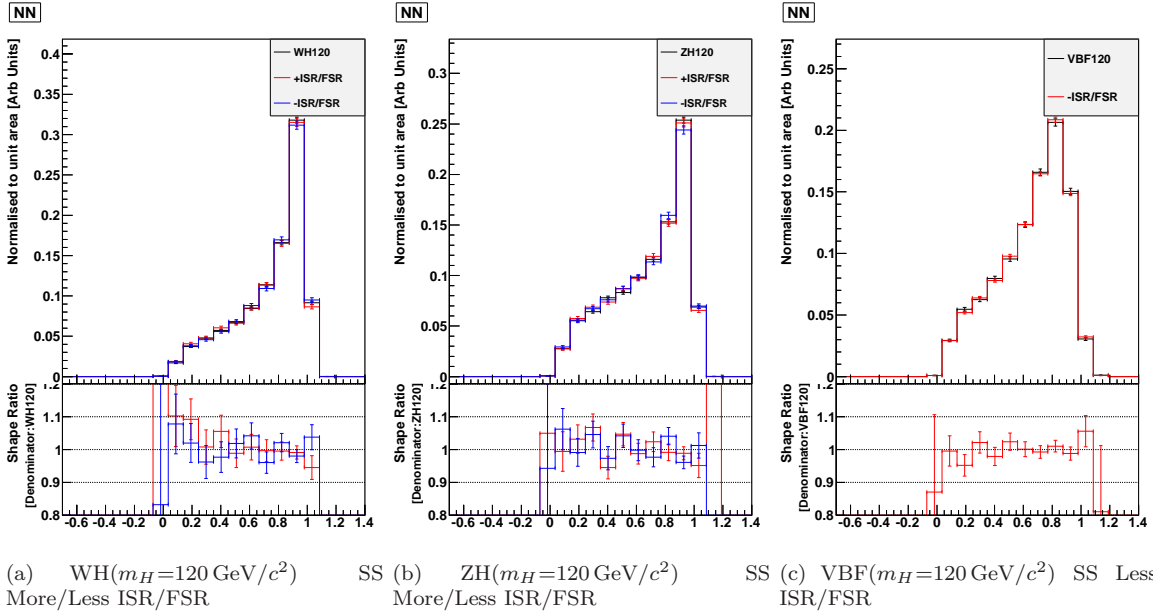 NN
Normalised to unit area [Arb Units]
0.4
0.35
0.3
0.25
0.2
0.15
0.1
0.05
0
WH120
+ISR/FSR
-ISR/FSR
Shape Ratio
[Denominator:WH120]
1.2
1.1
1
0.9
0.8
-0.6 -0.4 -0.2 0 0.2 0.4 0.6 0.8 1 1.2 1.4
NN
Normalised to unit area [Arb Units]
0.3
0.25
0.2
0.15
0.1
0.05
0
ZH120
+ISR/FSR
-ISR/FSR
Shape Ratio
[Denominator:ZH120]
1.2
1.1
1
0.9
0.8
-0.6 -0.4 -0.2 0 0.2 0.4 0.6 0.8 1 1.2 1.4
NN
Normalised to unit area [Arb Units]
0.25
0.2
0.15
0.1
0.05
0
VBF120
-ISR/FSR
Shape Ratio
[Denominator:VBF120]
1.2
1.1
1
0.9
0.8
-0.6 -0.4 -0.2 0 0.2 0.4 0.6 0.8 1 1.2 1.4
(a) WH(m_H=120 GeV/c²) SS
More/Less ISR/FSR
(b) ZH(m_H=120 GeV/c²) SS
More/Less ISR/FSR
(c) VBF(m_H=120 GeV/c²) SS Less
ISR/FSR